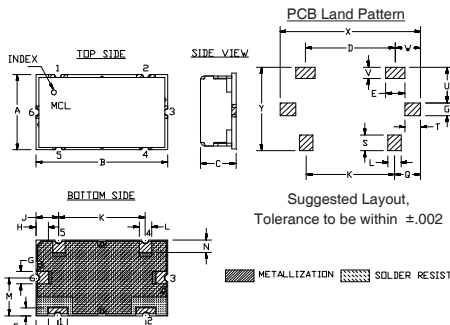 PCB Land Pattern
X
D
W
V
E
Y
U
G
T
S
L
K
Q
TOP SIDE
SIDE VIEW
INDEX
1
2
MCL
A
6
3
5
4
B
C
Suggested Layout,
Tolerance to be within ±.002
BOTTOM SIDE
J
K
H
5
4
L
N
G
6
3
M
2
METALLIZATION
SOLDER RESIST